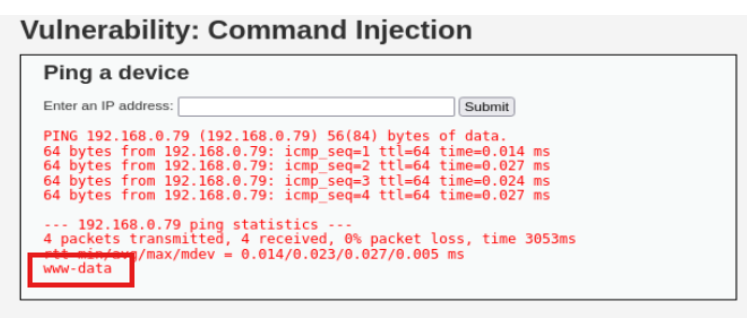 Vulnerability: Command Injection
Ping a device
Enter an IP address: Submit
PING 192.168.0.79 (192.168.0.79) 56(84) bytes of data.
64 bytes from 192.168.0.79: icmp_seq=1 ttl=64 time=0.014 ms
64 bytes from 192.168.0.79: icmp_seq=2 ttl=64 time=0.027 ms
64 bytes from 192.168.0.79: icmp_seq=3 ttl=64 time=0.024 ms
64 bytes from 192.168.0.79: icmp_seq=4 ttl=64 time=0.027 ms
--- 192.168.0.79 ping statistics ---
4 packets transmitted, 4 received, 0% packet loss, time 3053ms
rtt min/avg/max/mdev = 0.014/0.023/0.027/0.005 ms
www-data